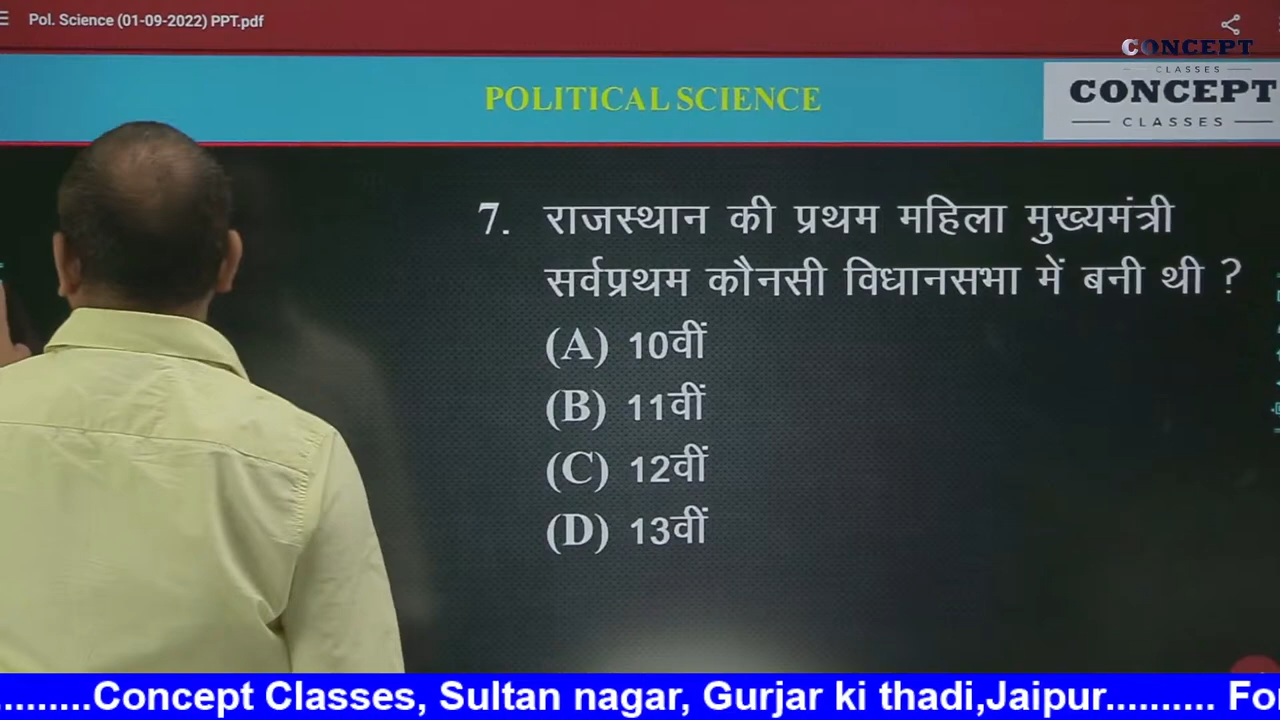 Pol. Science (01-09-2022) PPT.pdf
CONCEPT
CLASSES
POLITICAL SCIENCE
CONCEPT
CLASSES
7. राजस्थान की प्रथम महिला मुख्यमंत्री
सर्वप्रथम कौनसी विधानसभा में बनी थी ?
(A) 10वीं
(B) 11वीं
(C) 12वीं
(D) 13वीं
.........Concept Classes, Sultan nagar, Gurjar ki thadi,Jaipur.......... Fo